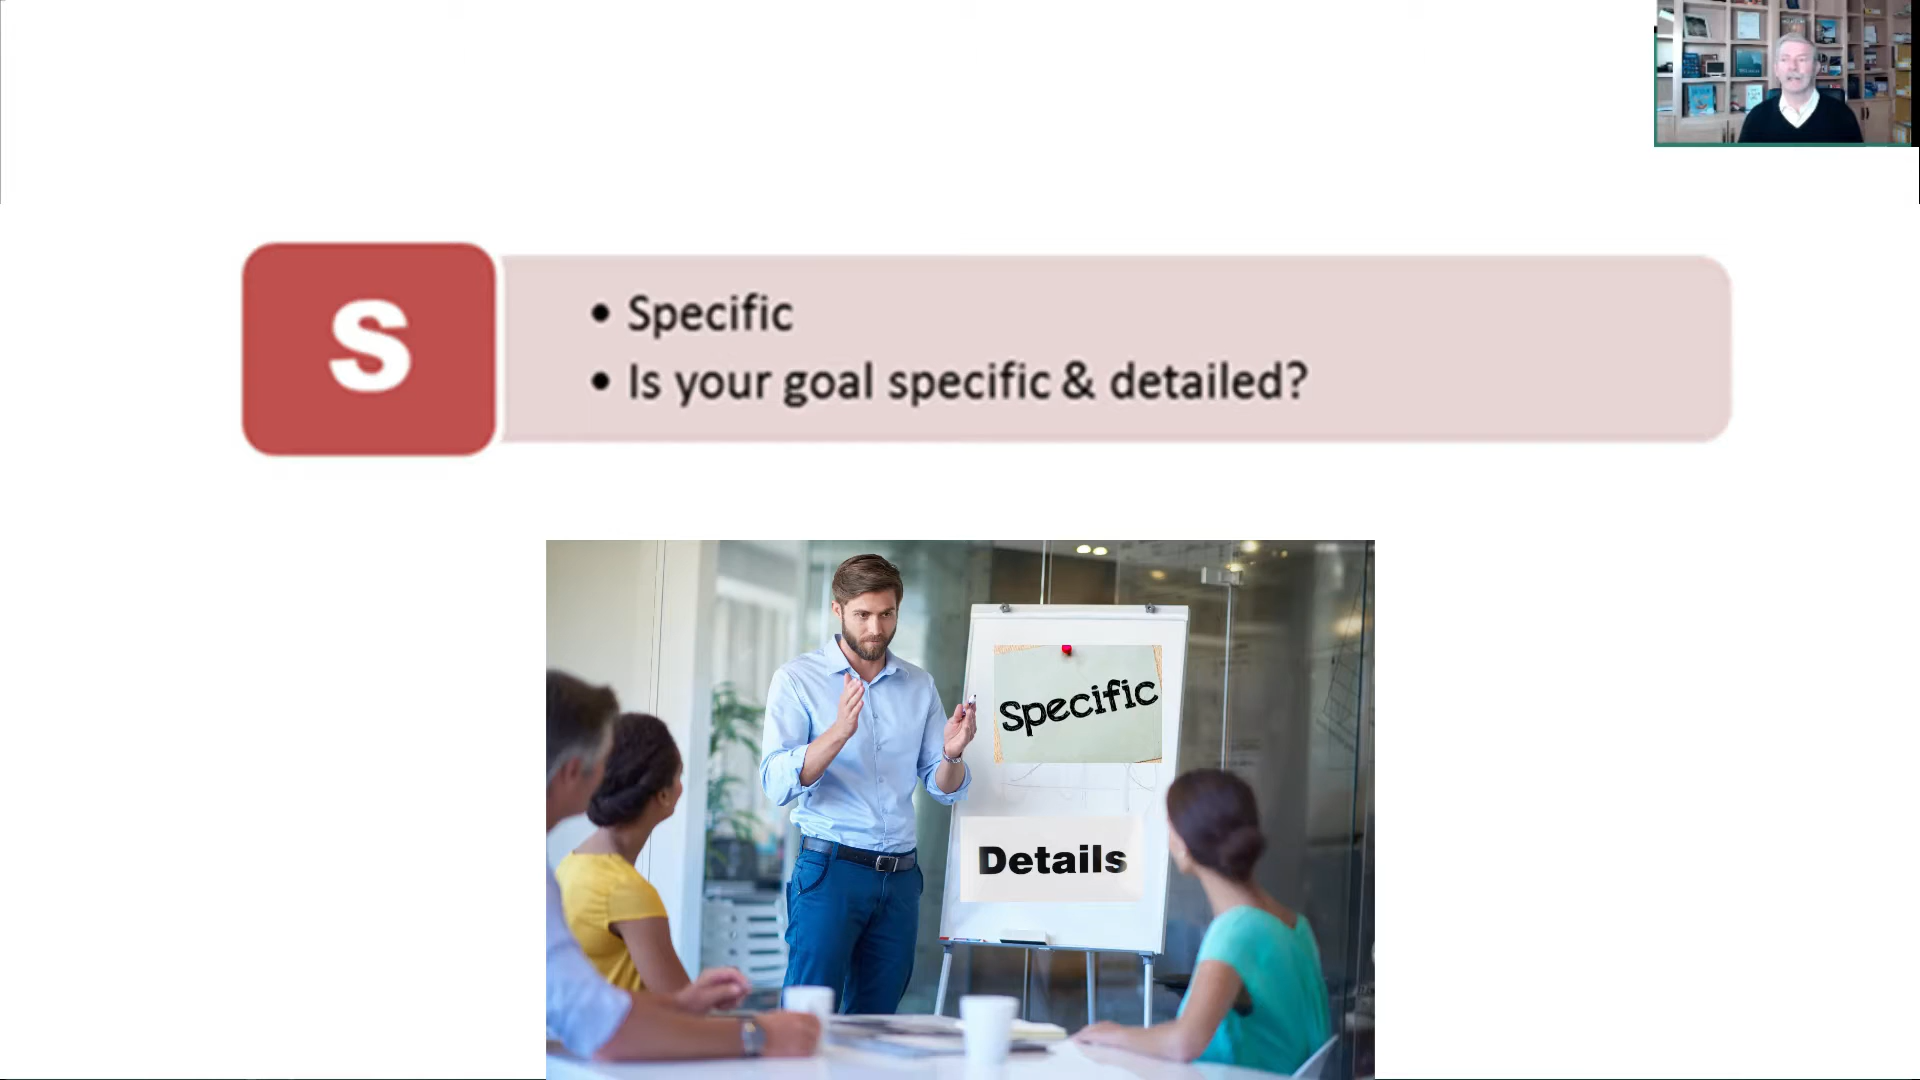 S
• Specific
• Is your goal specific & detailed?
Specific
Details